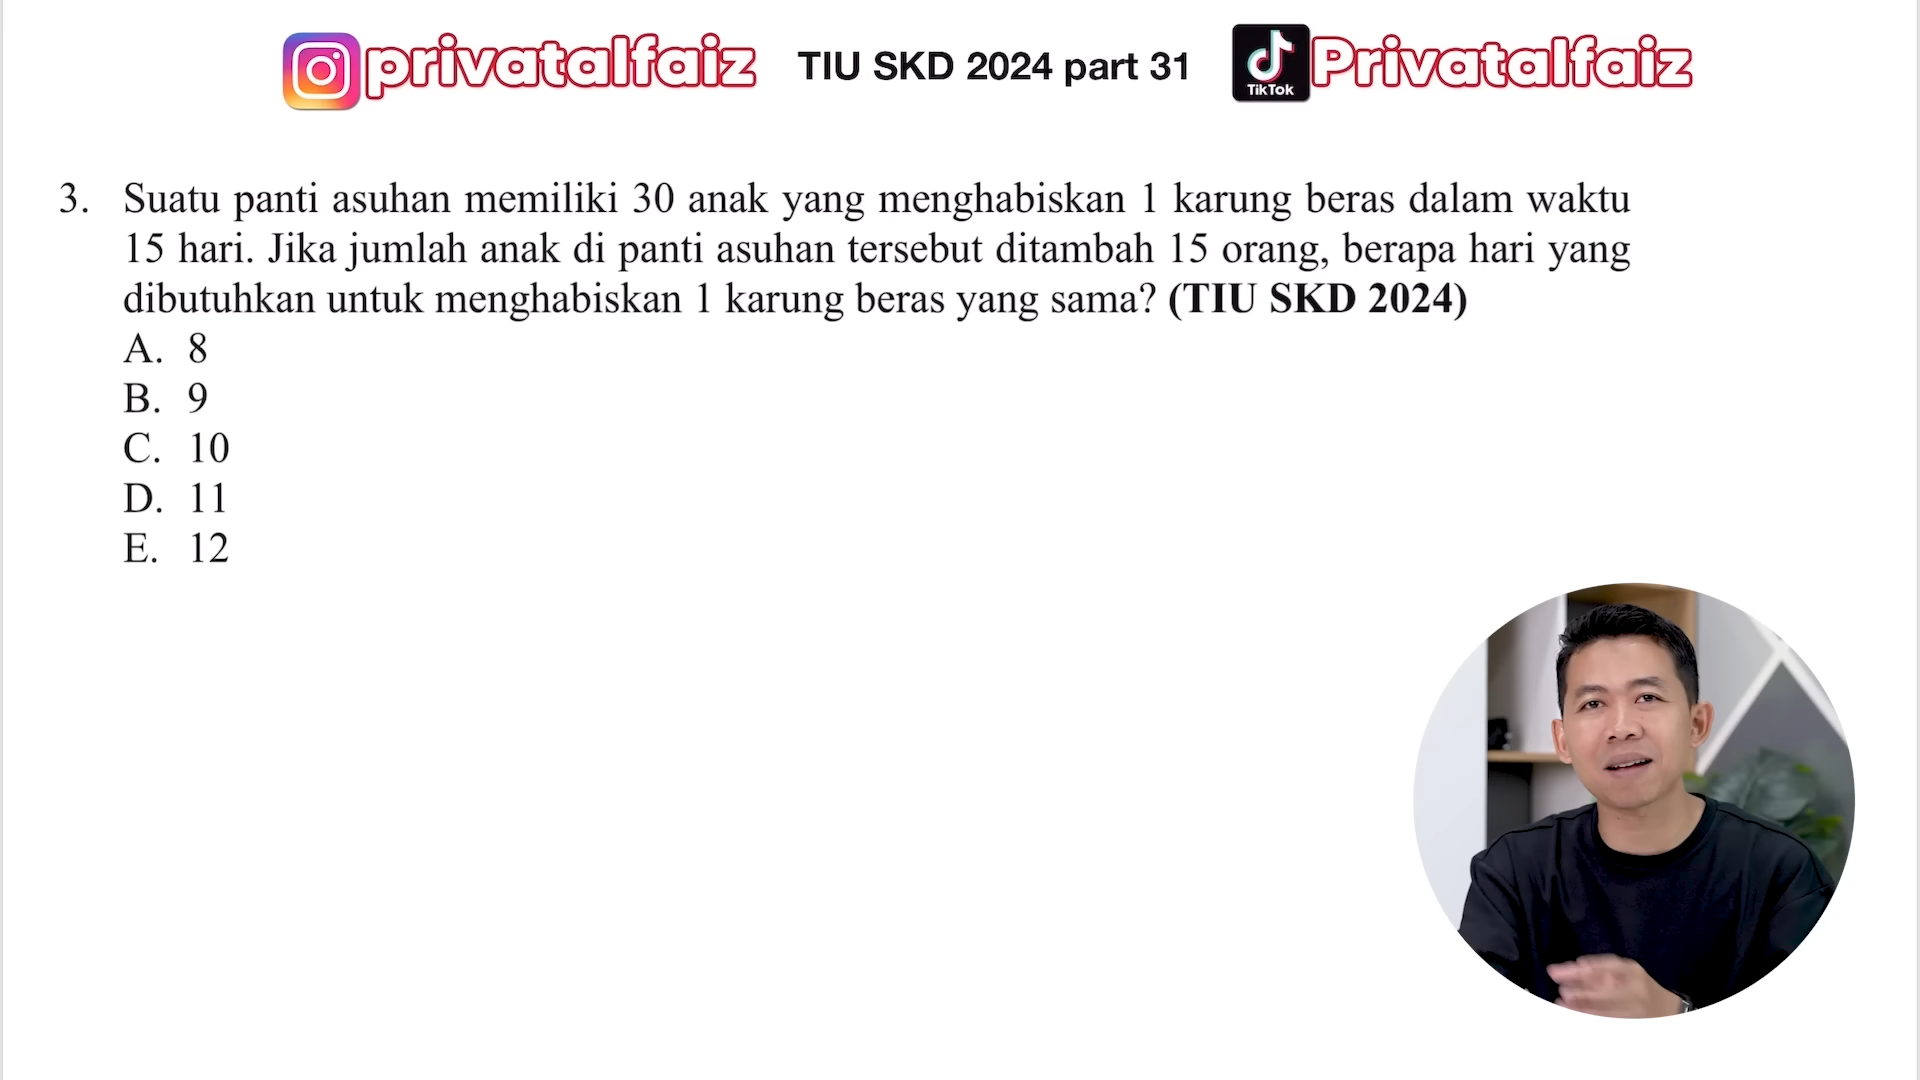 privatalfaiz TIU SKD 2024 part 31 TikTok Privatalfaiz
3. Suatu panti asuhan memiliki 30 anak yang menghabiskan 1 karung beras dalam waktu
15 hari. Jika jumlah anak di panti asuhan tersebut ditambah 15 orang, berapa hari yang
dibutuhkan untuk menghabiskan 1 karung beras yang sama? (TIU SKD 2024)
A. 8
B. 9
C. 10
D. 11
E. 12